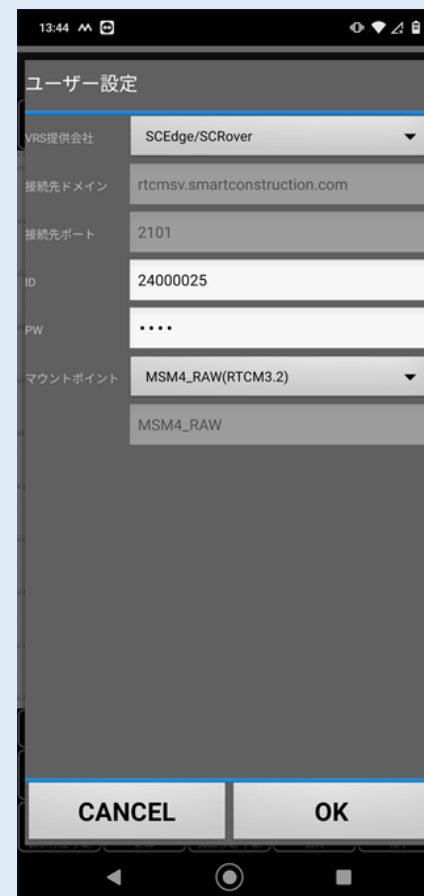 13:44
ユーザー設定
VRS提供会社 SCEdge/SCRover
接続先ドメイン rtcmsv.smartconstruction.com
接続先ポート 2101
ID 24000025
PW ••••
マウントポイント MSM4_RAW(RTCM3.2)
MSM4_RAW
CANCEL OK